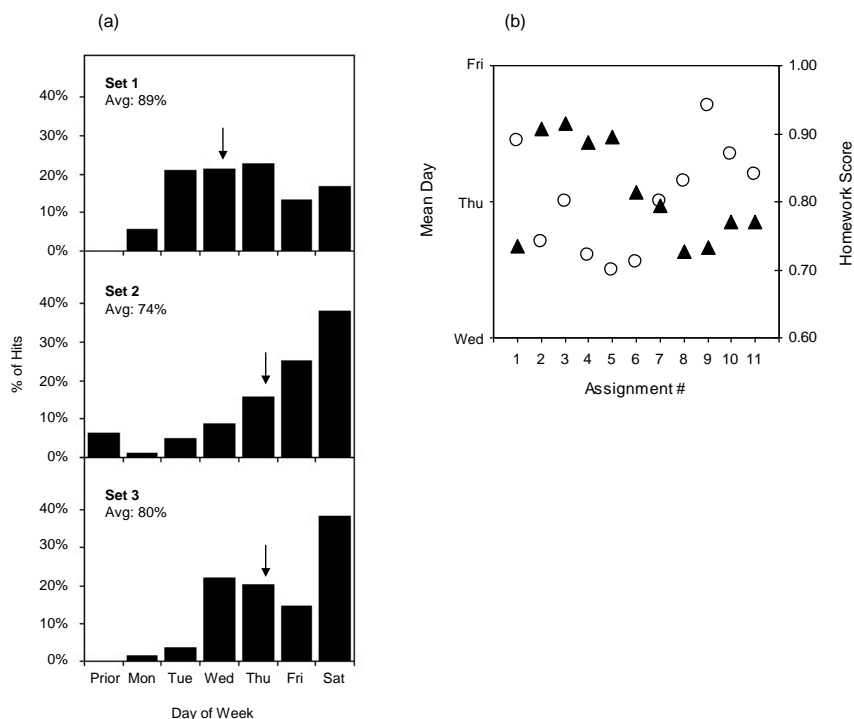 (a)
(b)
Set 1
Avg: 89%
40%
30%
20%
10%
0%
Set 2
Avg: 74%
40%
30%
20%
10%
0%
Set 3
Avg: 80%
40%
30%
20%
10%
0%
% of Hits
Prior Mon Tue Wed Thu Fri Sat
Day of Week
Fri
Thu
Wed
Mean Day
1.00
0.90
0.80
0.70
0.60
Homework Score
1 2 3 4 5 6 7 8 9 10 11
Assignment #